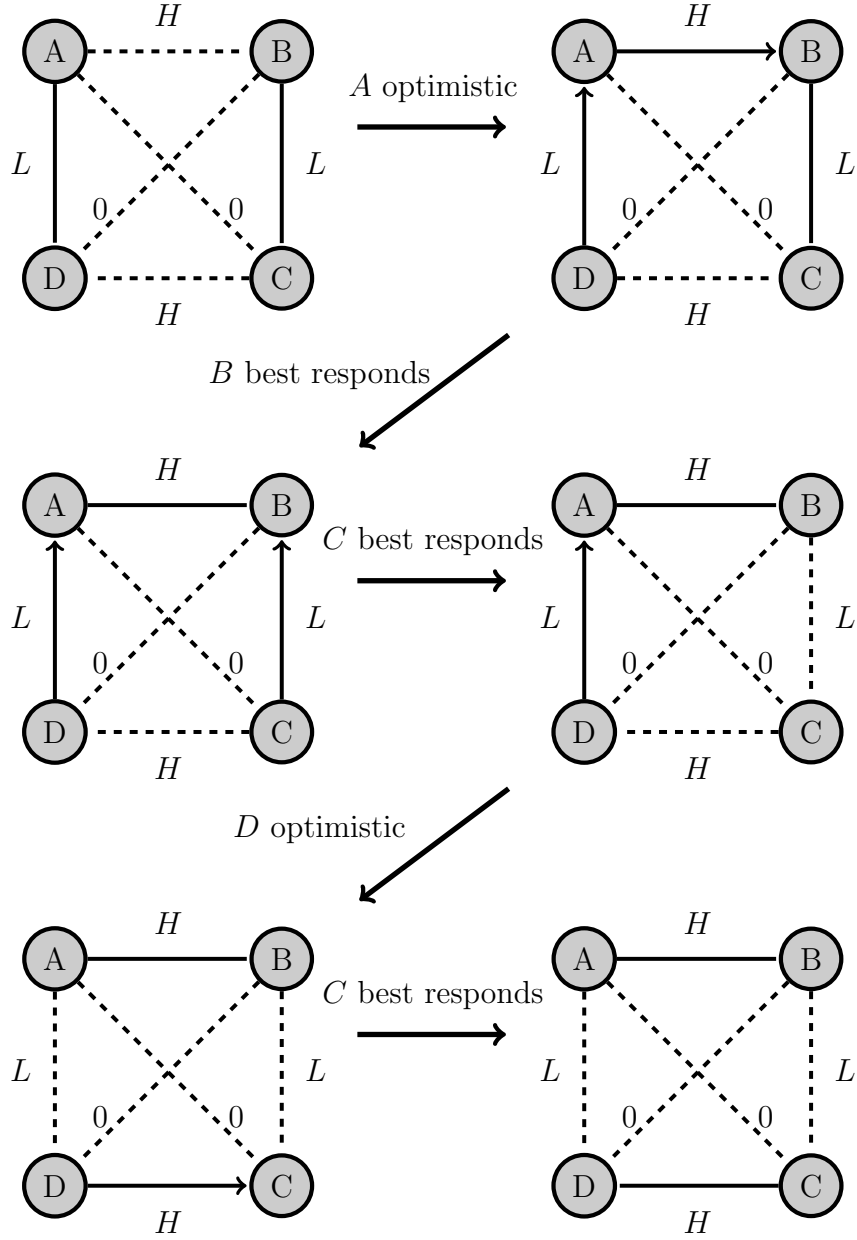 H
A B
L L
0 0
D C
H
A optimistic
H
A B
L L
0 0
D C
H
B best responds
H
A B
L L
0 0
D C
H
C best responds
H
A B
L L
0 0
D C
H
D optimistic
H
A B
L L
0 0
D C
H
C best responds
H
A B
L L
0 0
D C
H